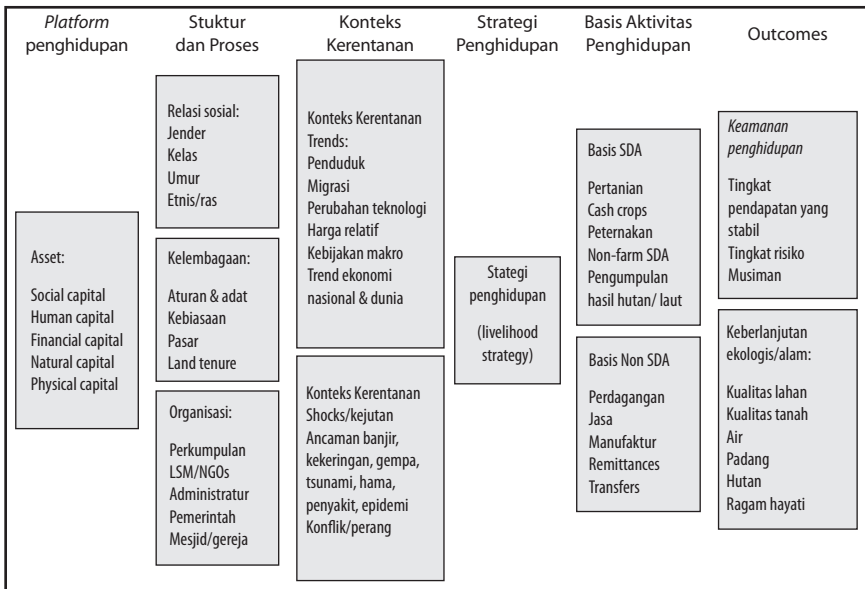 Platform
penghidupan
Stuktur
dan Proses
Konteks
Kerentanan
Strategi
Penghidupan
Basis Aktivitas
Penghidupan
Outcomes
Asset:
Social capital
Human capital
Financial capital
Natural capital
Physical capital
Relasi sosial:
Jender
Kelas
Umur
Etnis/ras
Kelembagaan:
Aturan & adat
Kebiasaan
Pasar
Land tenure
Organisasi:
Perkumpulan
LSM/NGOs
Administratur
Pemerintah
Mesjid/gereja
Konteks Kerentanan
Trends:
Penduduk
Migrasi
Perubahan teknologi
Harga relatif
Kebijakan makro
Trend ekonomi
nasional & dunia
Konteks Kerentanan
Shocks/kejutan
Ancaman banjir,
kekeringan, gempa,
tsunami, hama,
penyakit, epidemi
Konflik/perang
Stategi
penghidupan
(livelihood
strategy)
Basis SDA
Pertanian
Cash crops
Peternakan
Non-farm SDA
Pengumpulan
hasil hutan/ laut
Basis Non SDA
Perdagangan
Jasa
Manufaktur
Remittances
Transfers
Keamanan
penghidupan
Tingkat
pendapatan yang
stabil
Tingkat risiko
Musiman
Keberlanjutan
ekologis/alam:
Kualitas lahan
Kualitas tanah
Air
Padang
Hutan
Ragam hayati